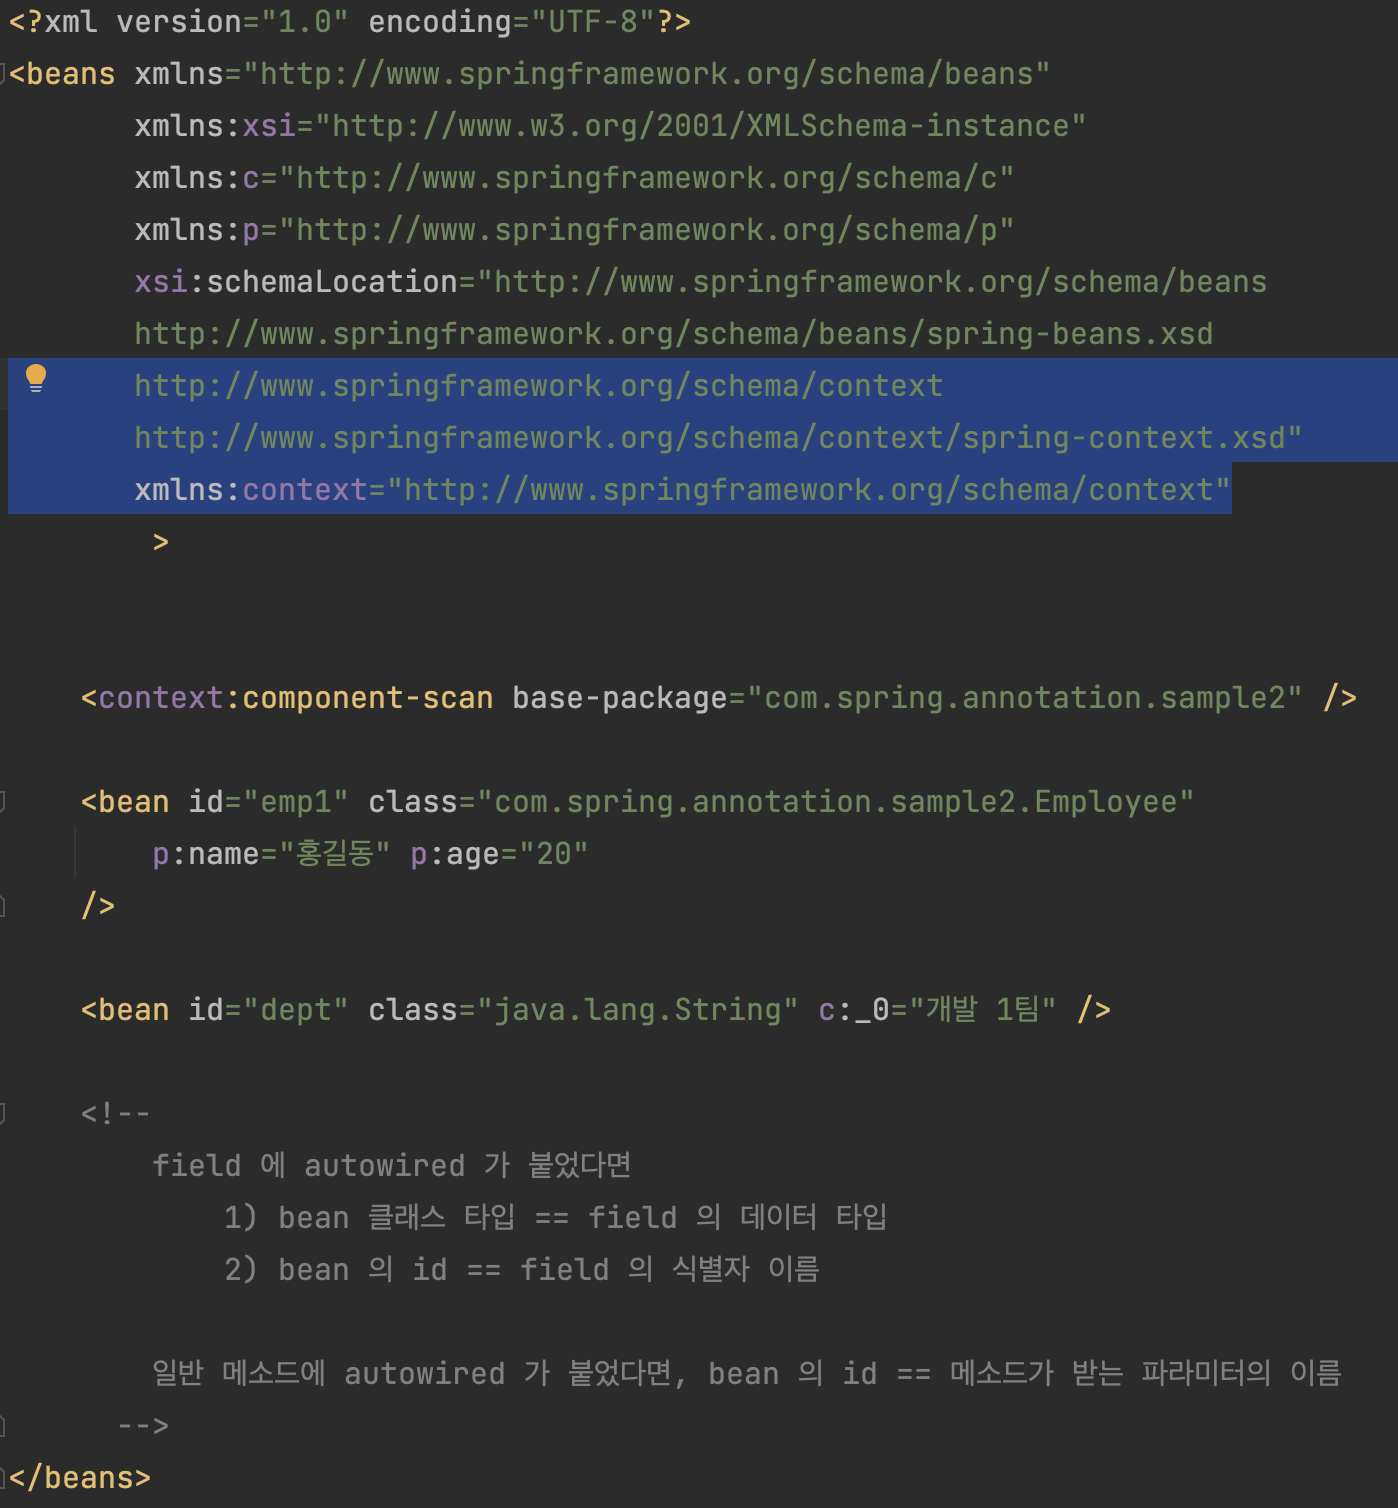 <?xml version="1.0" encoding="UTF-8"?>
<beans xmlns="http://www.springframework.org/schema/beans"
xmlns:xsi="http://www.w3.org/2001/XMLSchema-instance"
xmlns:c="http://www.springframework.org/schema/c"
xmlns:p="http://www.springframework.org/schema/p"
xsi:schemaLocation="http://www.springframework.org/schema/beans
http://www.springframework.org/schema/beans/spring-beans.xsd
http://www.springframework.org/schema/context
http://www.springframework.org/schema/context/spring-context.xsd"
xmlns:context="http://www.springframework.org/schema/context"
>
<context:component-scan base-package="com.spring.annotation.sample2" />
<bean id="emp1" class="com.spring.annotation.sample2.Employee"
p:name="홍길동" p:age="20"
/>
<bean id="dept" class="java.lang.String" c:_0="개발 1팀" />
<!--
field 에 autowired 가 붙었다면
1) bean 클래스 타입 == field 의 데이터 타입
2) bean 의 id == field 의 식별자 이름
일반 메소드에 autowired 가 붙었다면, bean 의 id == 메소드가 받는 파라미터의 이름
-->
</beans>